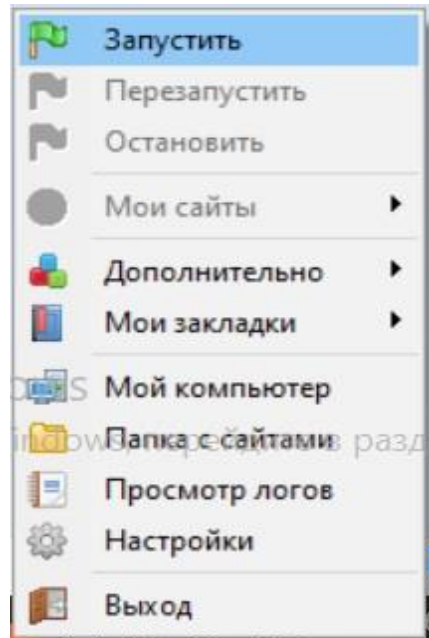 Запустить
Перезапустить
Остановить
Мои сайты
Дополнительно
Мои закладки
Мой компьютер
Папка с сайтами
Просмотр логов
Настройки
Выход